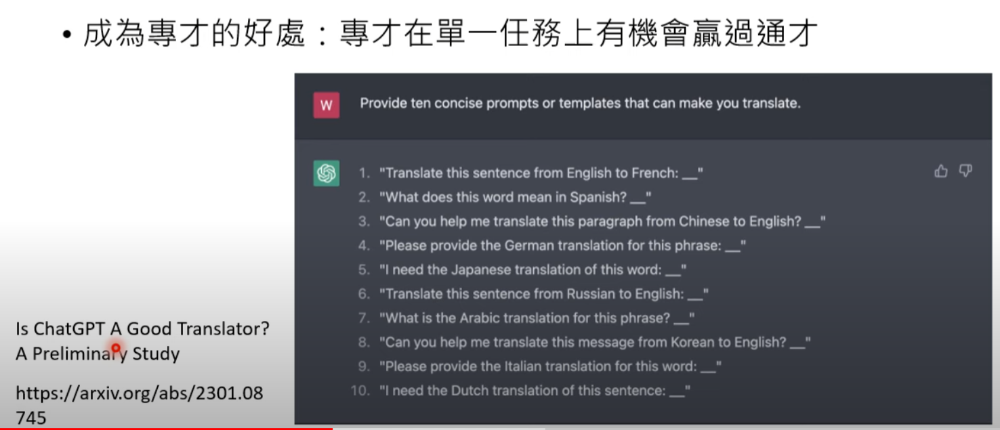 • 成為專才的好處：專才在單一任務上有機會贏過通才
W
Provide ten concise prompts or templates that can make you translate.
1. "Translate this sentence from English to French: __"
2. "What does this word mean in Spanish? __"
3. "Can you help me translate this paragraph from Chinese to English? __"
4. "Please provide the German translation for this phrase: __"
5. "I need the Japanese translation of this word: __"
6. "Translate this sentence from Russian to English: __"
7. "What is the Arabic translation for this phrase? __"
8. "Can you help me translate this message from Korean to English? __"
9. "Please provide the Italian translation for this word: __"
10. "I need the Dutch translation of this sentence: __"
Is ChatGPT A Good Translator?
A Preliminary Study
https://arxiv.org/abs/2301.08
745